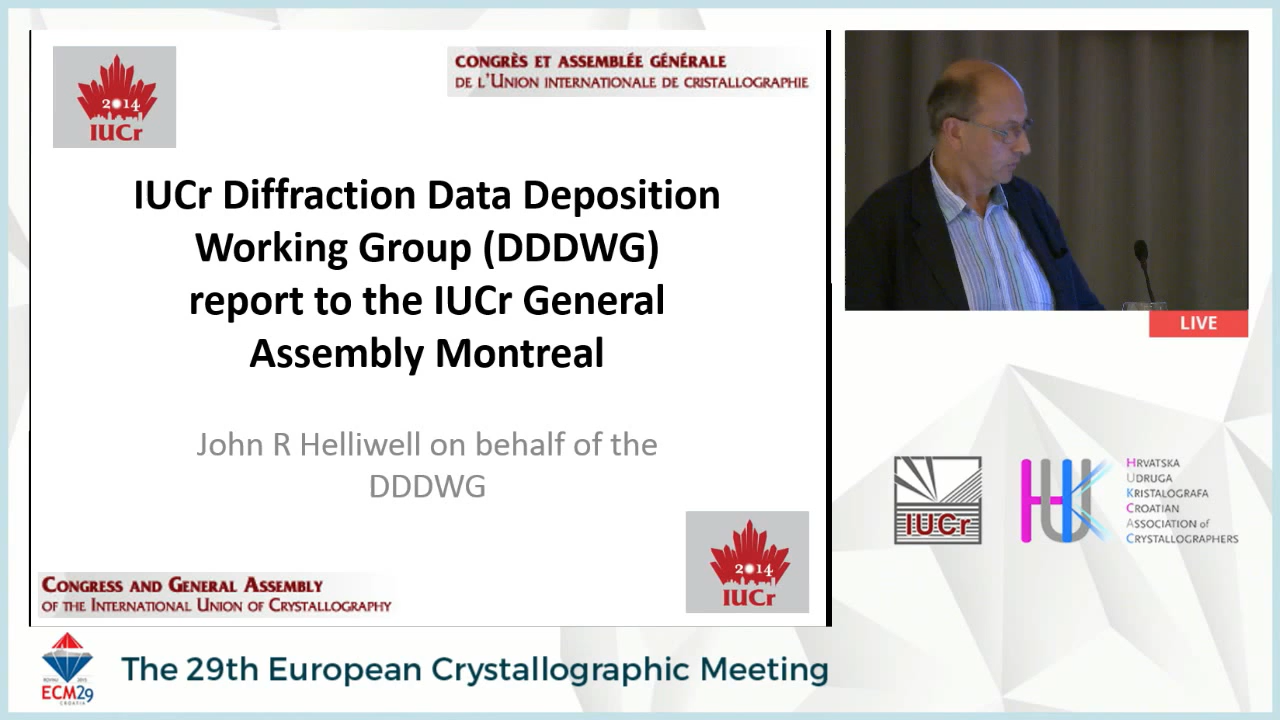 2014
IUCr
CONGRÈS ET ASSEMBLÉE GÉNÉRALE
DE L'UNION INTERNATIONALE DE CRISTALLOGRAPHIE
IUCr Diffraction Data Deposition
Working Group (DDDWG)
report to the IUCr General
Assembly Montreal
John R Helliwell on behalf of the
DDDWG
2014
IUCr
CONGRESS AND GENERAL ASSEMBLY
OF THE INTERNATIONAL UNION OF CRYSTALLOGRAPHY
LIVE
IUCr
HUK
HRVATSKA
UDRUGA
KRISTALOGRAFA
CROATIAN
ASSOCIATION of
CRYSTALLOGRAPHERS
ECM29
CROATIA
The 29th European Crystallographic Meeting